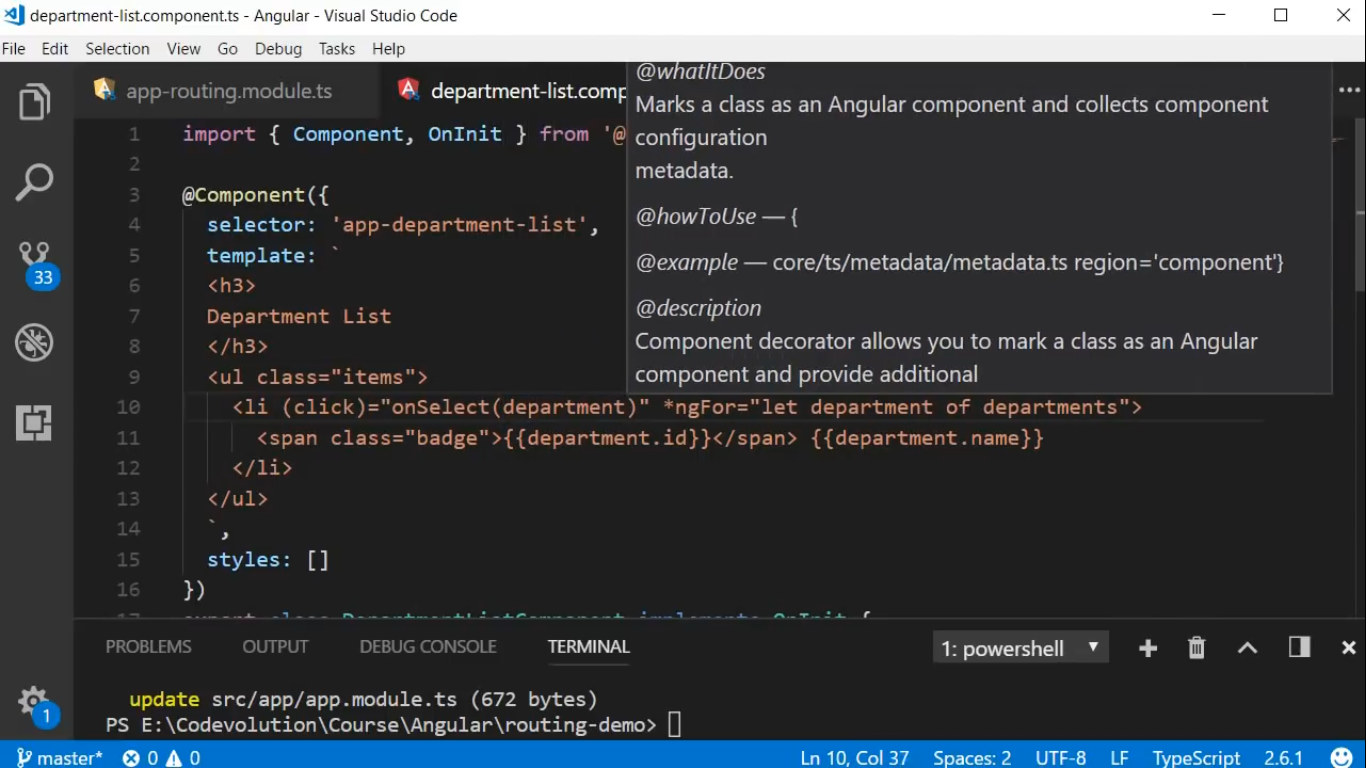 department-list.component.ts - Angular - Visual Studio Code
File Edit Selection View Go Debug Tasks Help
app-routing.module.ts department-list.comp
@whatItDoes
Marks a class as an Angular component and collects component
configuration
metadata.
@howToUse — {
@example — core/ts/metadata/metadata.ts region='component'}
@description
Component decorator allows you to mark a class as an Angular
component and provide additional
1 import { Component, OnInit } from '@
2
3 @Component({
4 selector: 'app-department-list',
5 template: `
6 <h3>
7 Department List
8 </h3>
9 <ul class="items">
10 <li (click)="onSelect(department)" *ngFor="let department of departments">
11 <span class="badge">{{department.id}}</span> {{department.name}}
12 </li>
13 </ul>
14 `,
15 styles: []
16 })
17 export class DepartmentListComponent implements OnInit {
33
1
PROBLEMS OUTPUT DEBUG CONSOLE TERMINAL 1: powershell
update src/app/app.module.ts (672 bytes)
PS E:\Codevolution\Course\Angular\routing-demo>
master* 0 0 Ln 10, Col 37 Spaces: 2 UTF-8 LF TypeScript 2.6.1